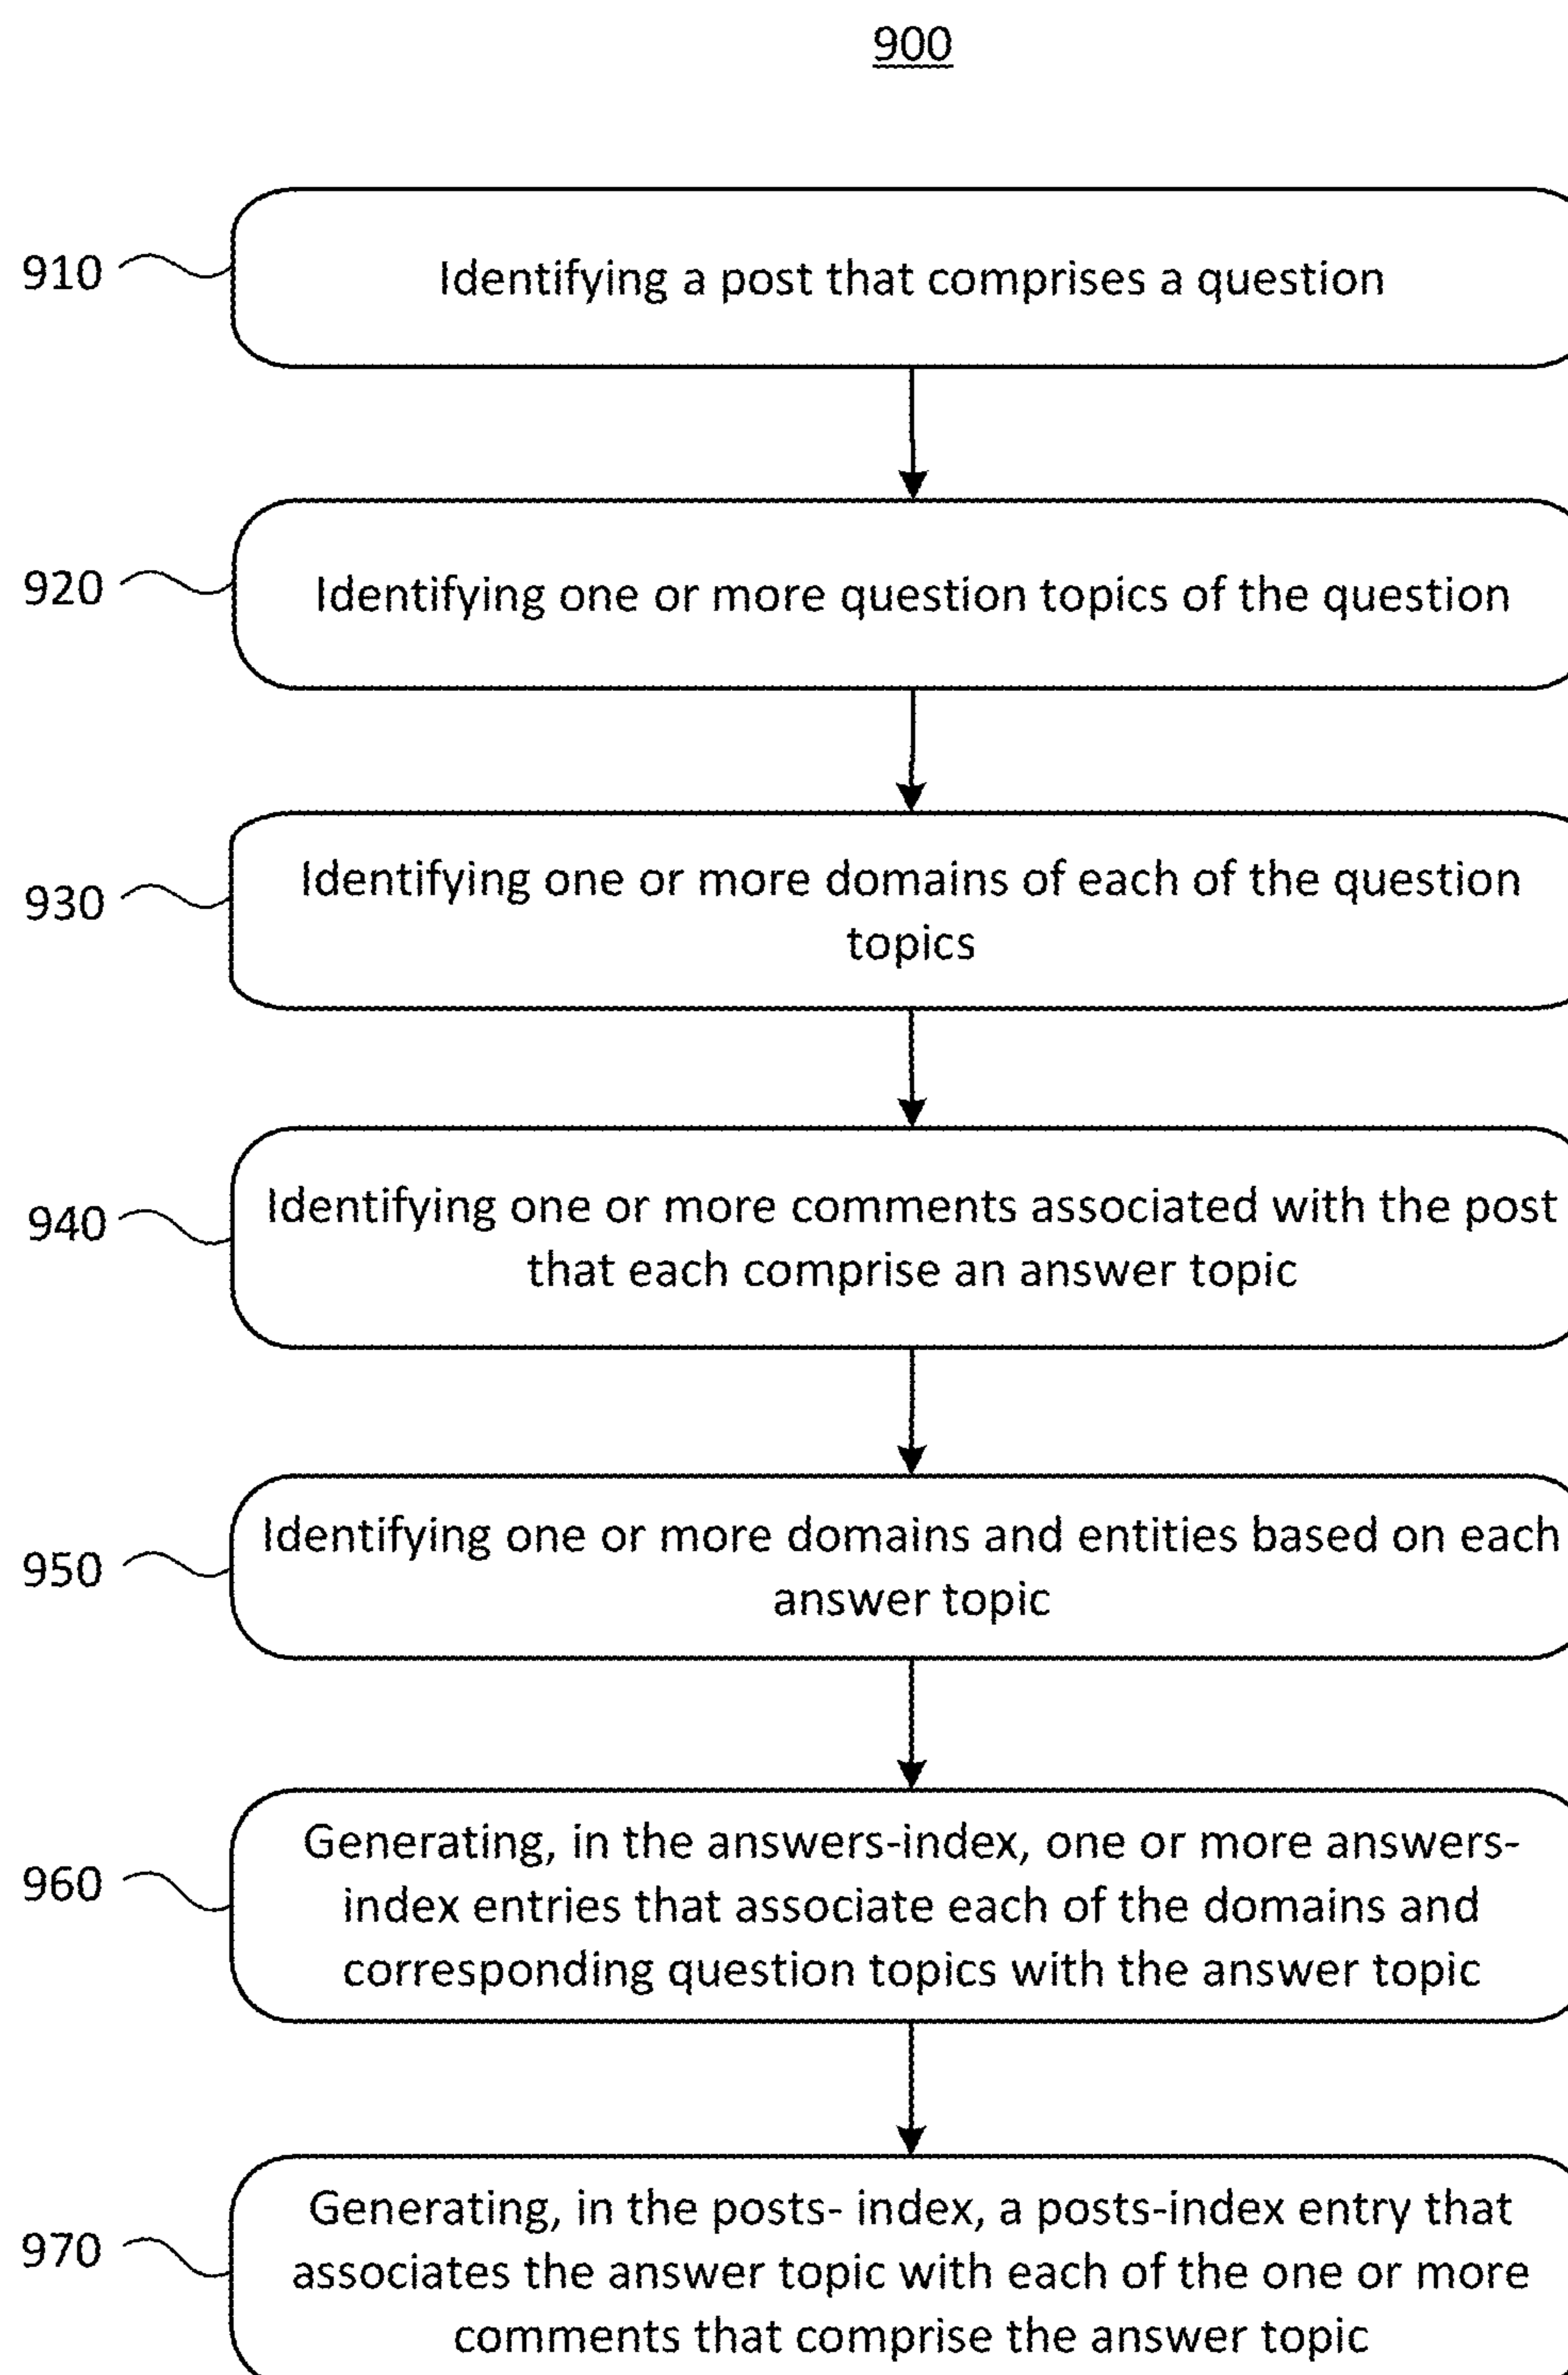 900
910
Identifying a post that comprises a question
920
Identifying one or more question topics of the question
930
Identifying one or more domains of each of the question
topics
940
Identifying one or more comments associated with the post
that each comprise an answer topic
950
Identifying one or more domains and entities based on each
answer topic
960
Generating, in the answers-index, one or more answers-
index entries that associate each of the domains and
corresponding question topics with the answer topic
970
Generating, in the posts- index, a posts-index entry that
associates the answer topic with each of the one or more
comments that comprise the answer topic